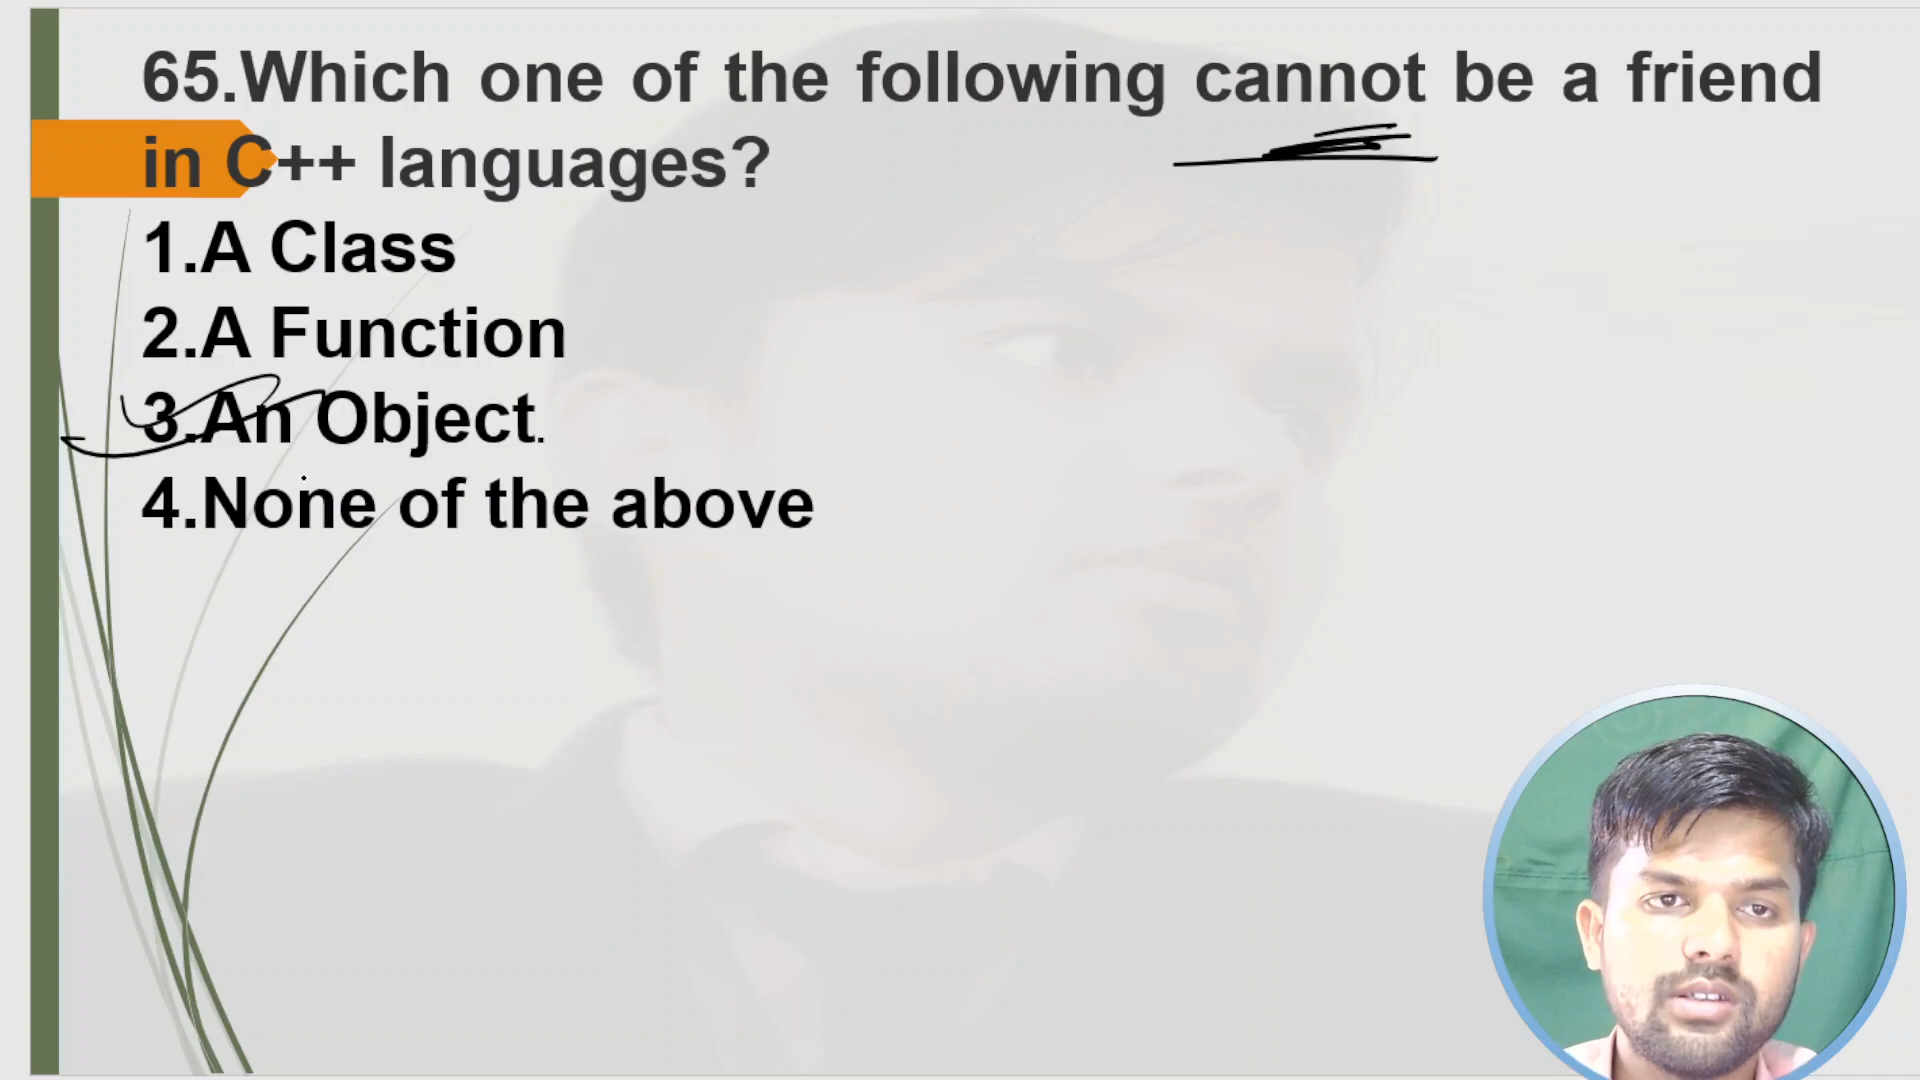 65.Which one of the following cannot be a friend
in C++ languages?
1.A Class
2.A Function
3.An Object.
4.None of the above